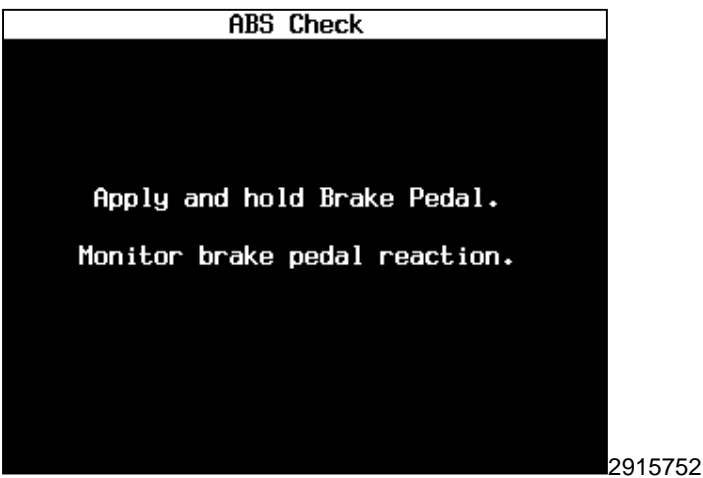 ABS Check
Apply and hold Brake Pedal.
Monitor brake pedal reaction.
2915752